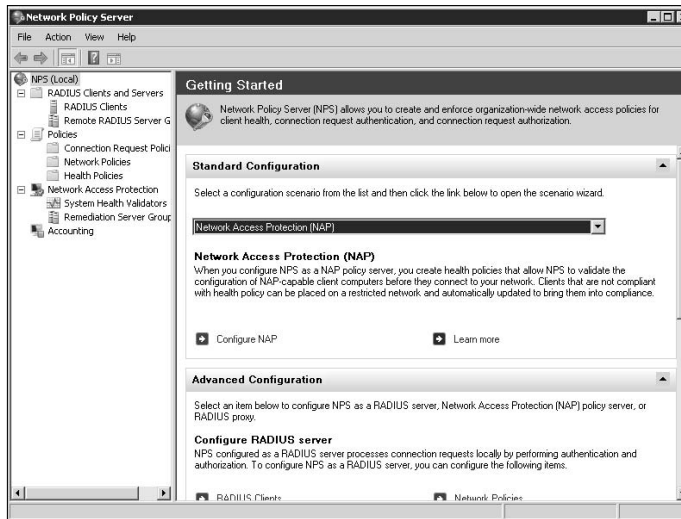 Network Policy Server
File Action View Help
NPS (Local)
RADIUS Clients and Servers
RADIUS Clients
Remote RADIUS Server G
Policies
Connection Request Polici
Network Policies
Health Policies
Network Access Protection
System Health Validators
Remediation Server Group
Accounting
Getting Started
Network Policy Server (NPS) allows you to create and enforce organization-wide network access policies for
client health, connection request authentication, and connection request authorization.
Standard Configuration
Select a configuration scenario from the list and then click the link below to open the scenario wizard.
Network Access Protection (NAP)
Network Access Protection (NAP)
When you configure NPS as a NAP policy server, you create health policies that allow NPS to validate the
configuration of NAP-capable client computers before they connect to your network. Clients that are not compliant
with health policy can be placed on a restricted network and automatically updated to bring them into compliance.
Configure NAP Learn more
Advanced Configuration
Select an item below to configure NPS as a RADIUS server, Network Access Protection (NAP) policy server, or
RADIUS proxy.
Configure RADIUS server
NPS configured as a RADIUS server processes connection requests locally by performing authentication and
authorization. To configure NPS as a RADIUS server, you can configure the following items.
RADIUS Clients Network Policies